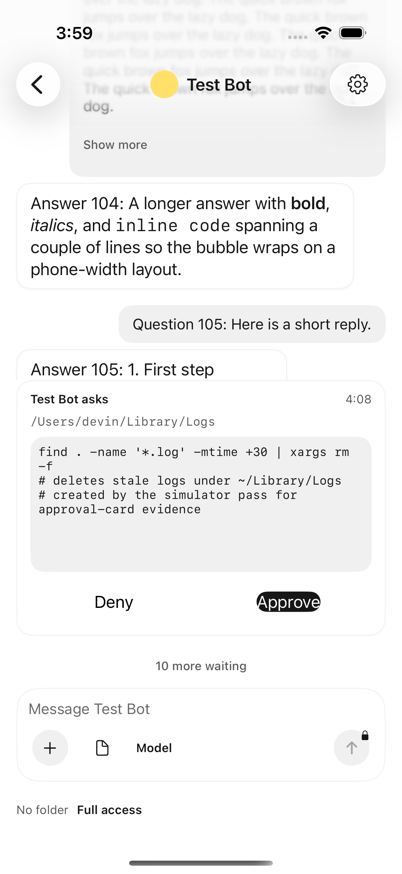 3:59
Test Bot
The quick brown fox jumps over the lazy
dog.
Show more
Answer 104: A longer answer with bold,
italics, and inline code spanning a
couple of lines so the bubble wraps on a
phone-width layout.
Question 105: Here is a short reply.
Answer 105: 1. First step
Test Bot asks
4:08
/Users/devin/Library/Logs
find . -name '*.log' -mtime +30 | xargs rm
-f
# deletes stale logs under ~/Library/Logs
# created by the simulator pass for
approval-card evidence
Deny
Approve
10 more waiting
Message Test Bot
Model
No folder Full access